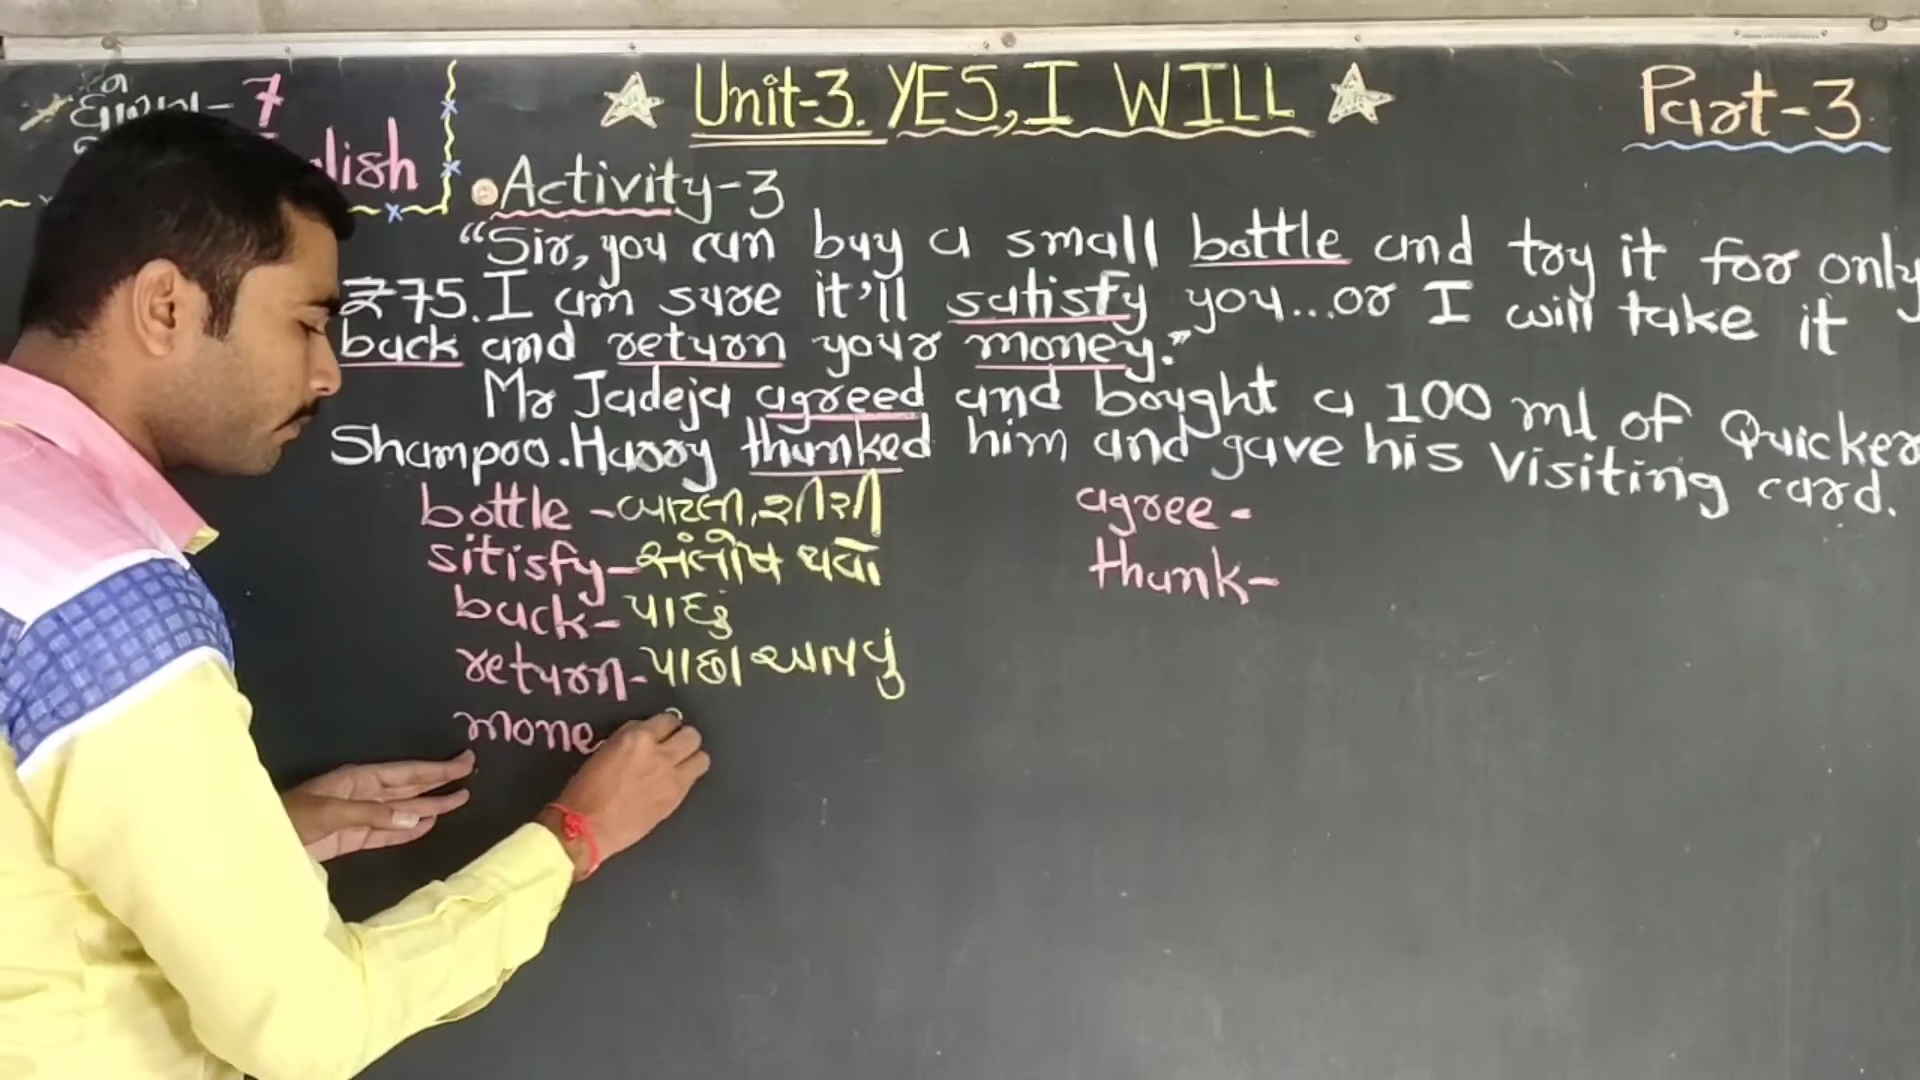 ધોરણ-7
lish
Unit-3. YES, I WILL
Part-3
Activity-3
“Sir, you can buy a small bottle and try it for only
₹75. I am sure it'll satisfy you...or I will take it
back and return your money.”
Mr Jadeja agreed and bought a 100 ml of Quicker
Shampoo. Harry thanked him and gave his visiting card.
bottle - બાટલી, શીશી
sitisfy - સંતોષ થવો
back - પાછું
return - પાછા આપવું
mone
agree -
thank -